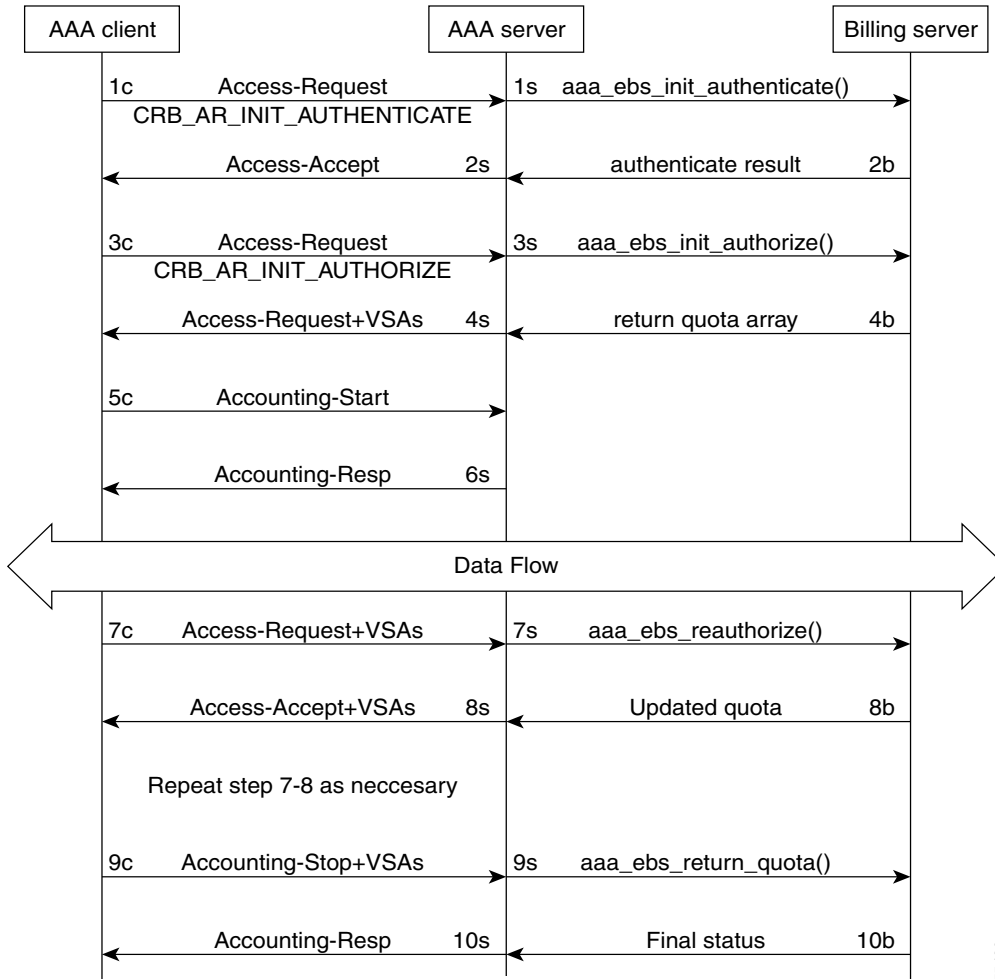 AAA client
AAA server
Billing server
1c Access-Request
CRB_AR_INIT_AUTHENTICATE
1s aaa_ebs_init_authenticate()
Access-Accept 2s
authenticate result 2b
3c Access-Request
CRB_AR_INIT_AUTHORIZE
3s aaa_ebs_init_authorize()
Access-Request+VSAs 4s
return quota array 4b
5c Accounting-Start
Accounting-Resp 6s
Data Flow
7c Access-Request+VSAs
7s aaa_ebs_reauthorize()
Access-Accept+VSAs 8s
Updated quota 8b
Repeat step 7-8 as neccesary
9c Accounting-Stop+VSAs
9s aaa_ebs_return_quota()
Accounting-Resp 10s
Final status 10b